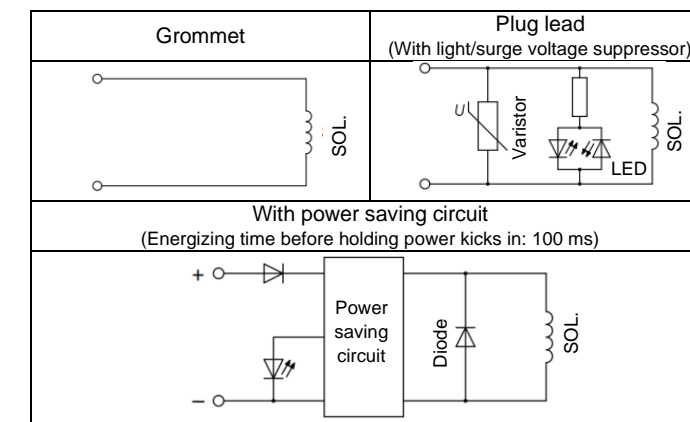 Grommet
Plug lead
(With light/surge voltage suppressor)
SOL.
U
Varistor
LED
SOL.
With power saving circuit
(Energizing time before holding power kicks in: 100 ms)
+
Power
saving
circuit
Diode
SOL.
−